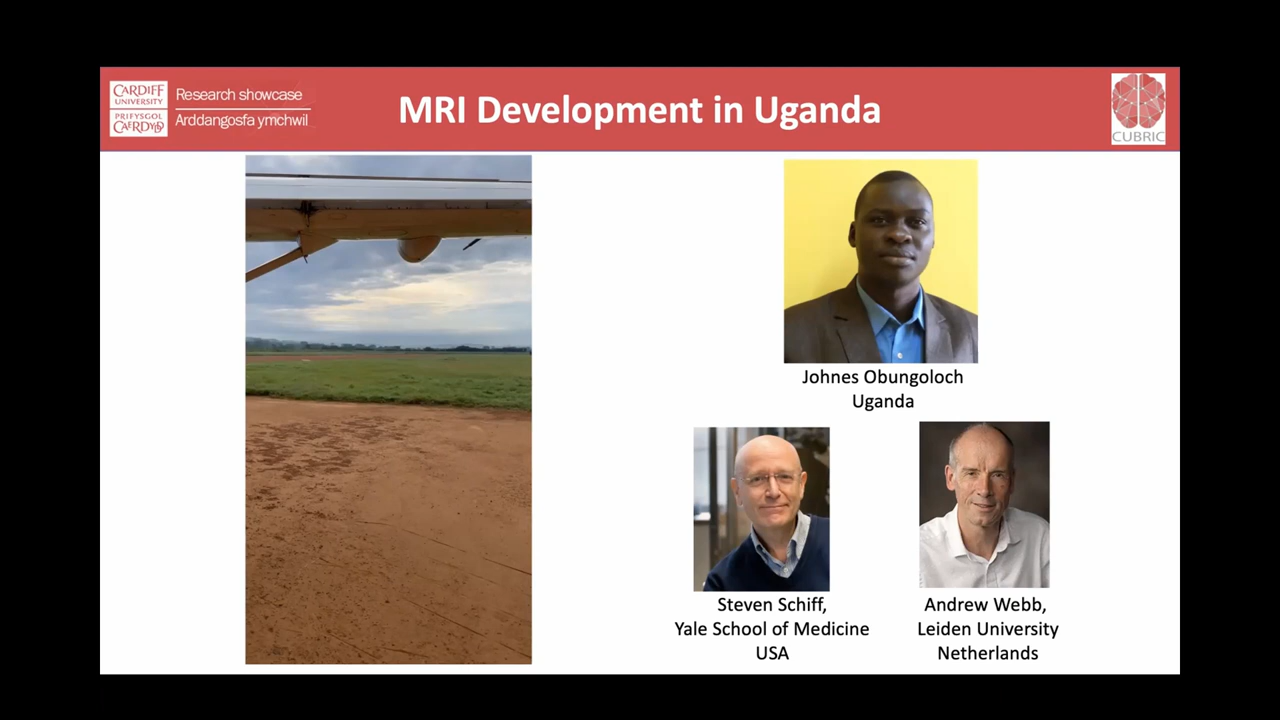 CARDIFF
UNIVERSITY
PRIFYSGOL
CAERDYDD
Research showcase
Arddangosfa ymchwil
MRI Development in Uganda
CUBRIC
Johnes Obungoloch
Uganda
Steven Schiff,
Yale School of Medicine
USA
Andrew Webb,
Leiden University
Netherlands